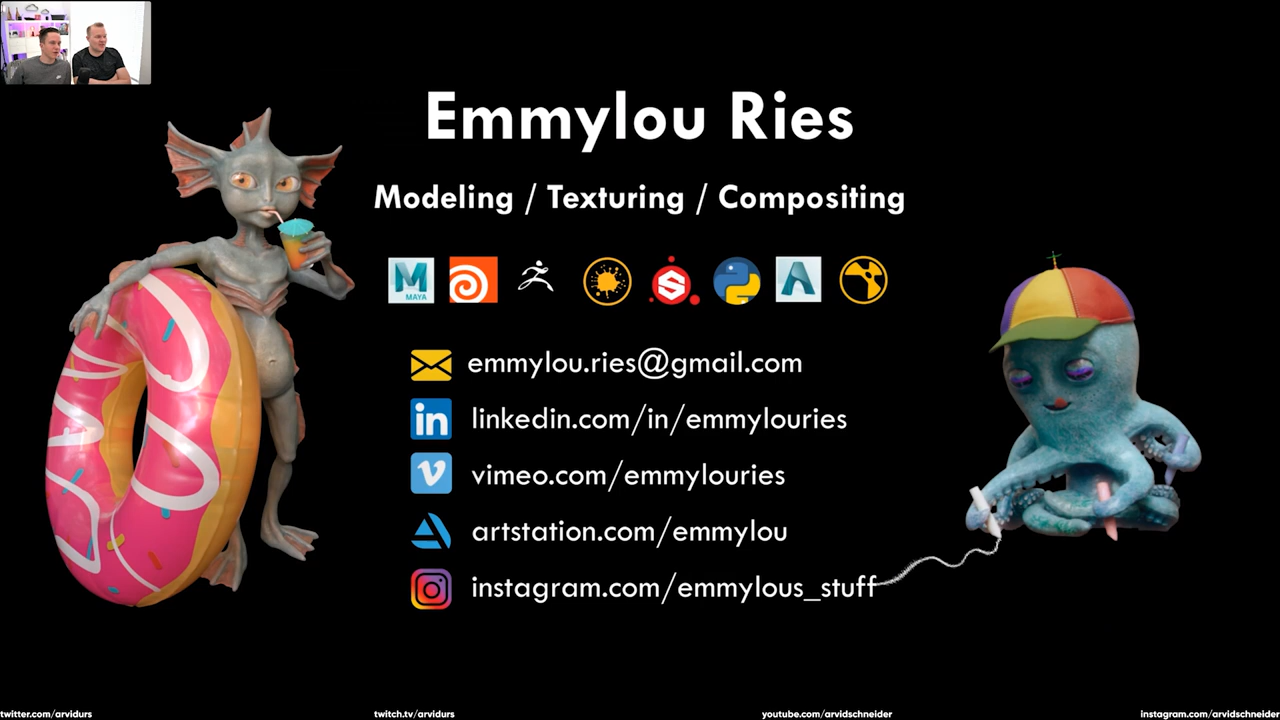 Emmylou Ries
Modeling / Texturing / Compositing
MAYA
emmylou.ries@gmail.com
linkedin.com/in/emmylouries
vimeo.com/emmylouries
artstation.com/emmylou
instagram.com/emmylous_stuff
twitter.com/arvidurs
twitch.tv/arvidurs
youtube.com/arvidschneider
instagram.com/arvidschneider